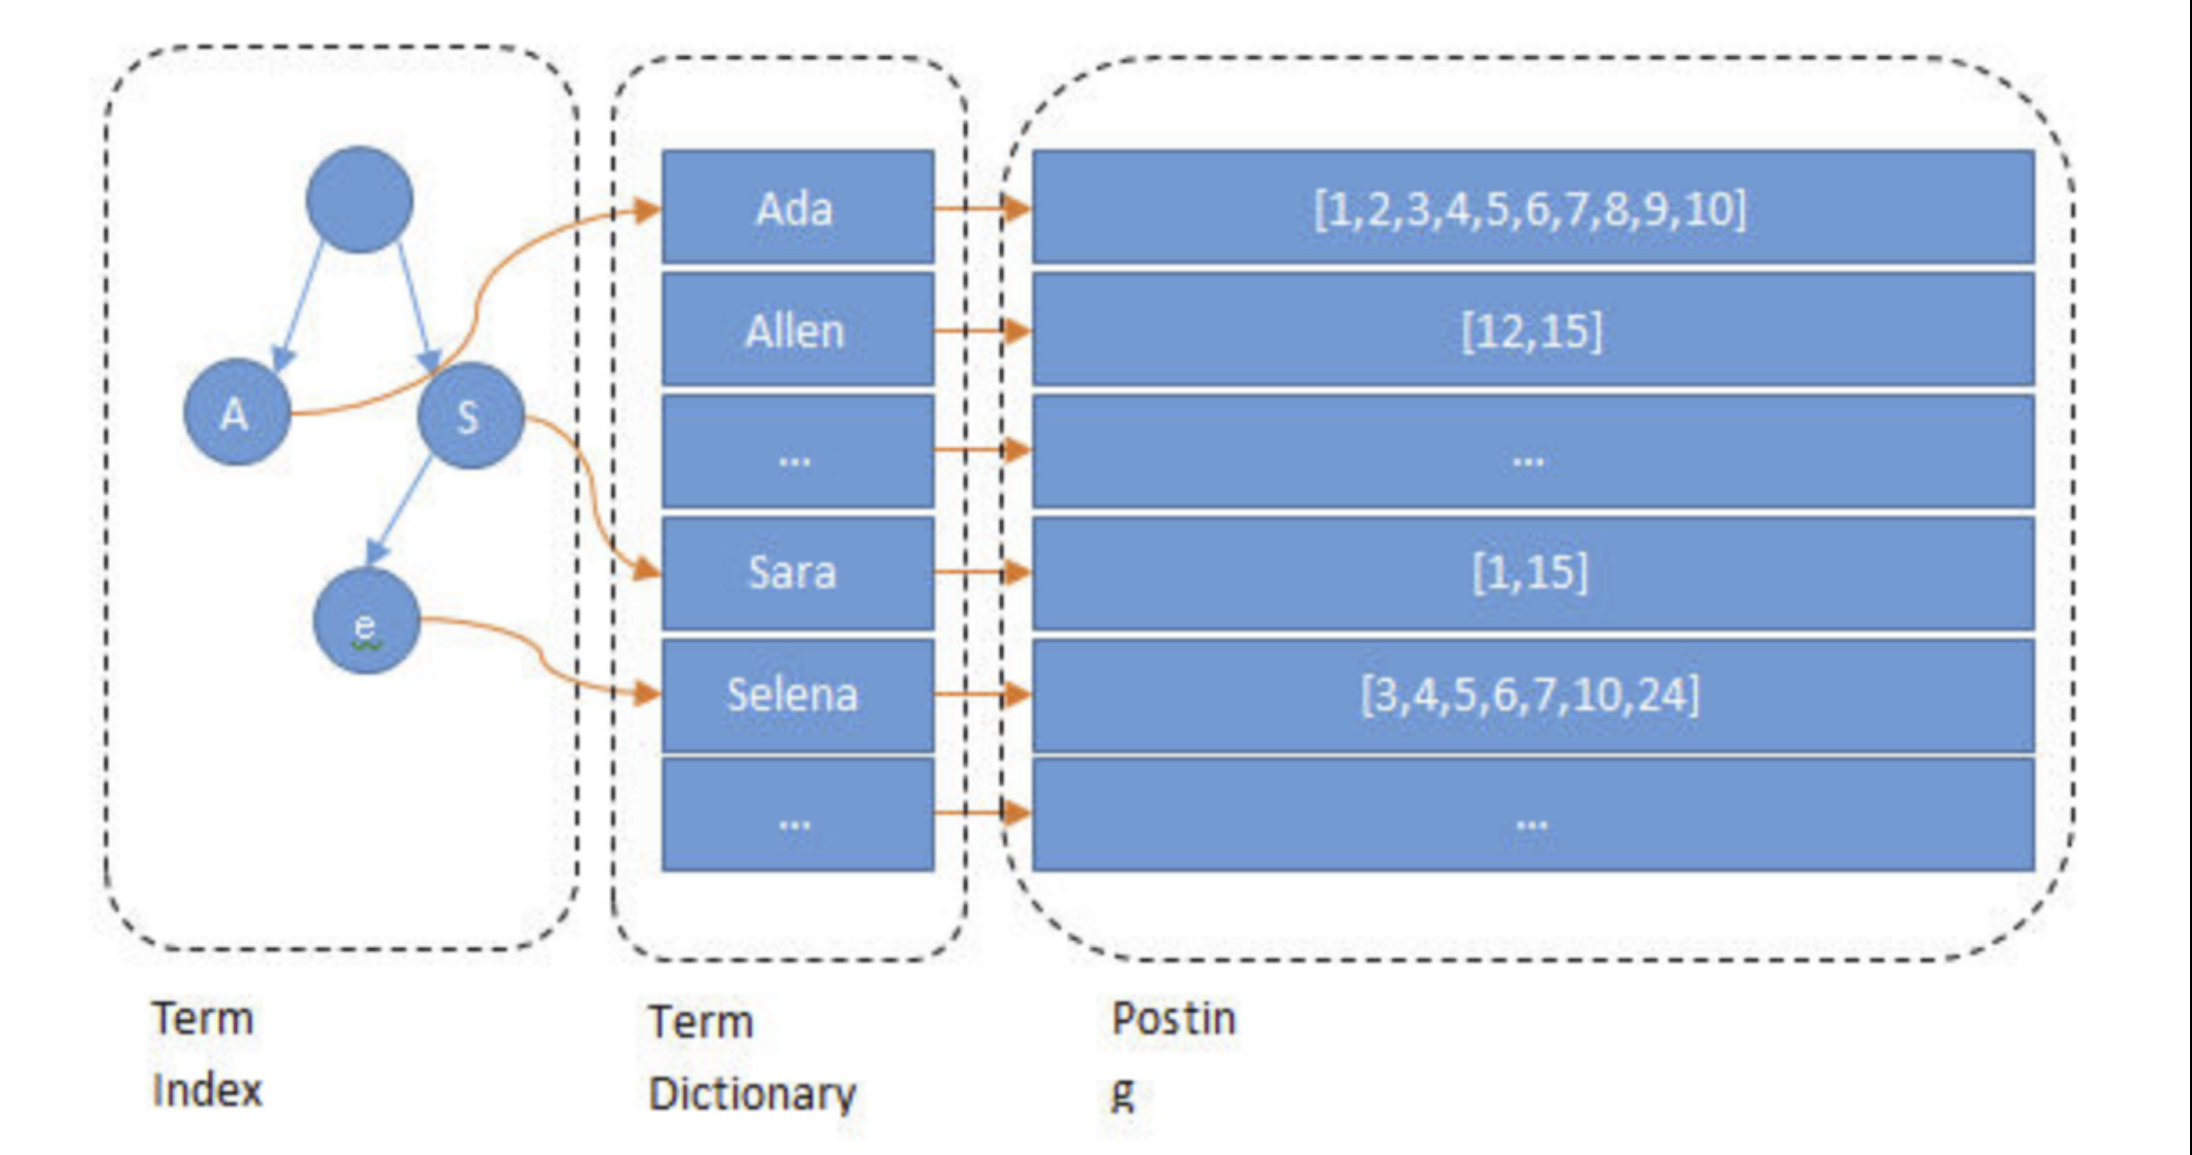 A
S
e
Ada
[1,2,3,4,5,6,7,8,9,10]
Allen
[12,15]
...
...
Sara
[1,15]
Selena
[3,4,5,6,7,10,24]
...
...
Term
Index
Term
Dictionary
Postin
g